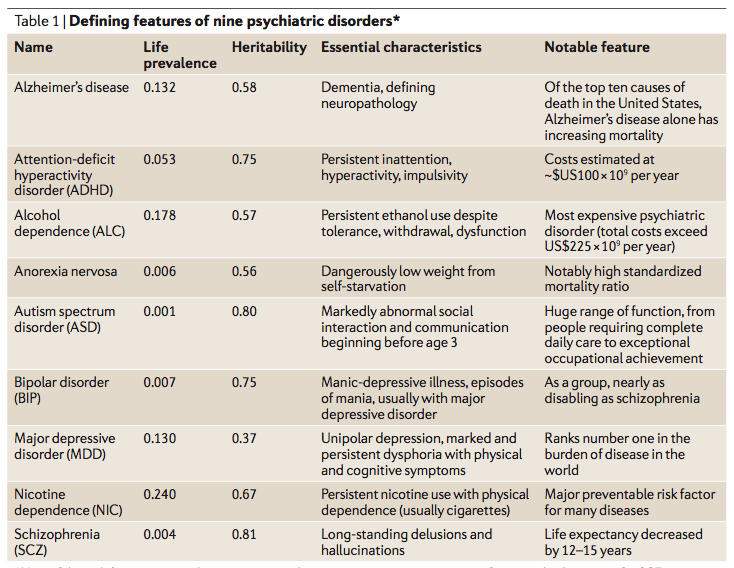 Table 1 | Defining features of nine psychiatric disorders*
Name Life prevalence Heritability Essential characteristics Notable feature
Alzheimer's disease 0.132 0.58 Dementia, defining neuropathology Of the top ten causes of death in the United States, Alzheimer's disease alone has increasing mortality
Attention-deficit hyperactivity disorder (ADHD) 0.053 0.75 Persistent inattention, hyperactivity, impulsivity Costs estimated at ~$US100 × 10⁹ per year
Alcohol dependence (ALC) 0.178 0.57 Persistent ethanol use despite tolerance, withdrawal, dysfunction Most expensive psychiatric disorder (total costs exceed US$225 × 10⁹ per year)
Anorexia nervosa 0.006 0.56 Dangerously low weight from self-starvation Notably high standardized mortality ratio
Autism spectrum disorder (ASD) 0.001 0.80 Markedly abnormal social interaction and communication beginning before age 3 Huge range of function, from people requiring complete daily care to exceptional occupational achievement
Bipolar disorder (BIP) 0.007 0.75 Manic-depressive illness, episodes of mania, usually with major depressive disorder As a group, nearly as disabling as schizophrenia
Major depressive disorder (MDD) 0.130 0.37 Unipolar depression, marked and persistent dysphoria with physical and cognitive symptoms Ranks number one in the burden of disease in the world
Nicotine dependence (NIC) 0.240 0.67 Persistent nicotine use with physical dependence (usually cigarettes) Major preventable risk factor for many diseases
Schizophrenia (SCZ) 0.004 0.81 Long-standing delusions and hallucinations Life expectancy decreased by 12–15 years